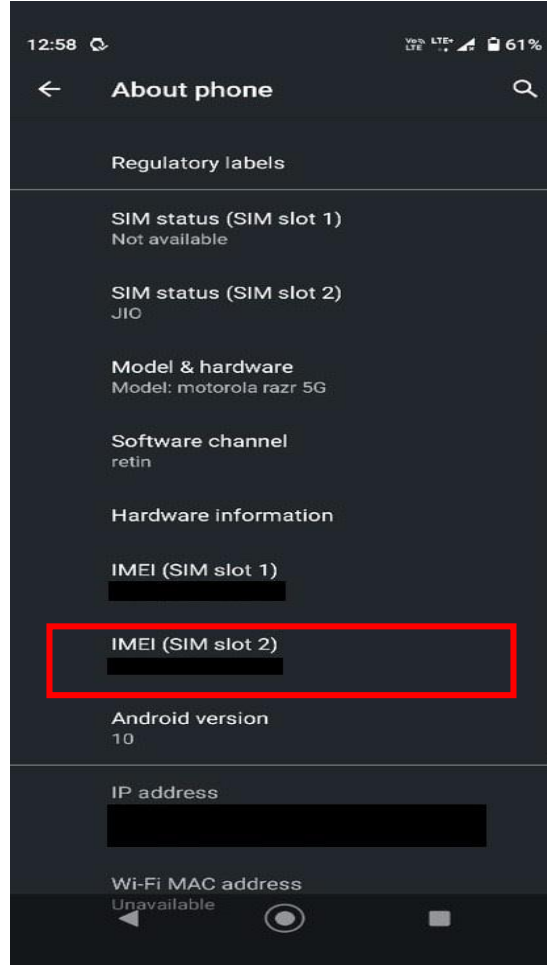 12:58 61%
About phone
Regulatory labels
SIM status (SIM slot 1)
Not available
SIM status (SIM slot 2)
JIO
Model & hardware
Model: motorola razr 5G
Software channel
retin
Hardware information
IMEI (SIM slot 1)
IMEI (SIM slot 2)
Android version
10
IP address
Wi-Fi MAC address
Unavailable